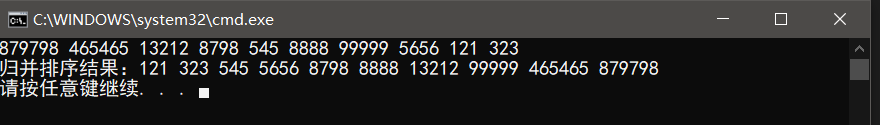 C:\WINDOWS\system32\cmd.exe
879798 465465 13212 8798 545 8888 99999 5656 121 323
归并排序结果：121 323 545 5656 8798 8888 13212 99999 465465 879798
请按任意键继续. . .